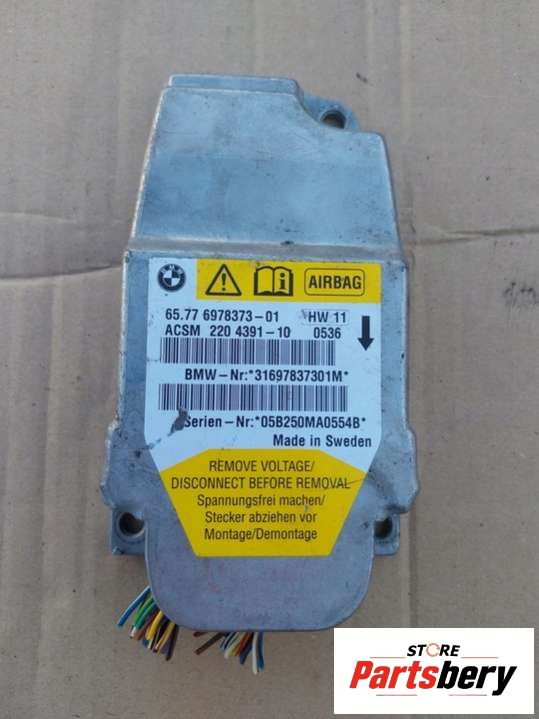 BMW
AIRBAG
65.77 6978373-01 HW 11
ACSM 220 4391-10 0536
BMW-Nr:*31697837301M*
Serien-Nr:*05B250MA0554B*
Made in Sweden
REMOVE VOLTAGE/
DISCONNECT BEFORE REMOVAL
Spannungsfrei machen/
Stecker abziehen vor
Montage/Demontage
STORE
Partsbery